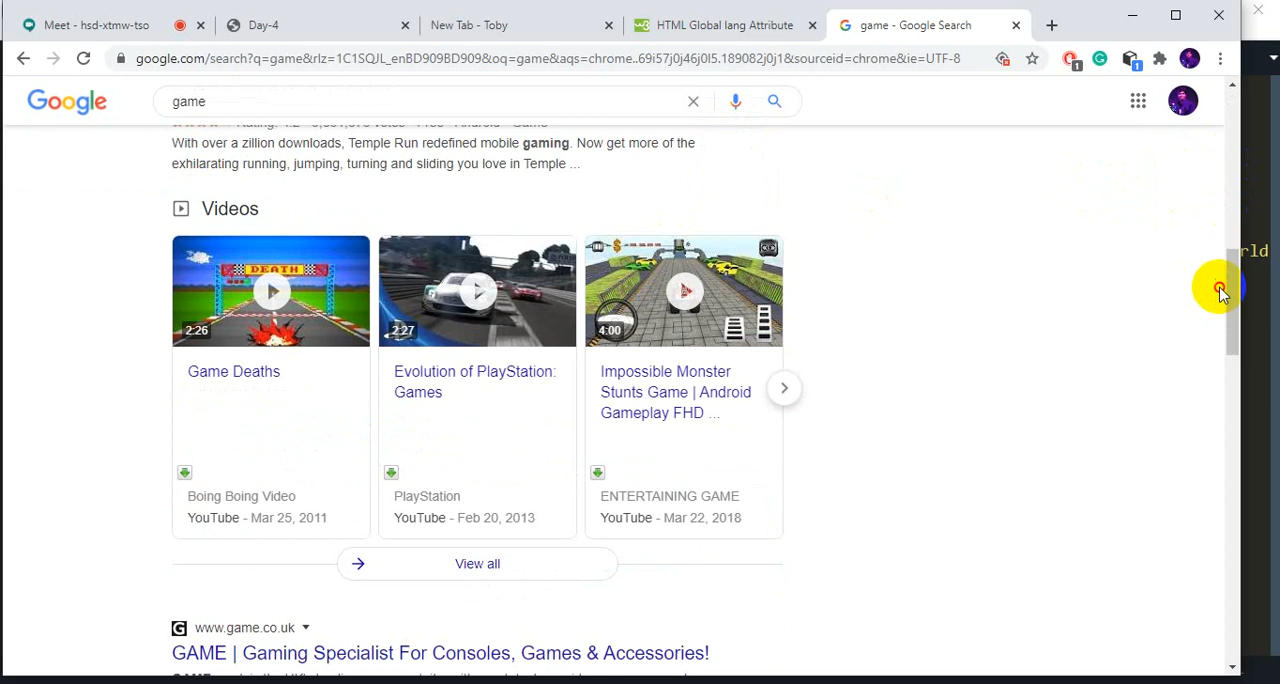 Meet - hsd-xtmw-tso
Day-4
New Tab - Toby
HTML Global lang Attribute
game - Google Search
google.com/search?q=game&rlz=1C1SQJL_enBD909BD909&oq=game&aqs=chrome..69i57j0j46j0l5.189082j0j1&sourceid=chrome&ie=UTF-8
1
1
Google
game
With over a zillion downloads, Temple Run redefined mobile gaming. Now get more of the
exhilarating running, jumping, turning and sliding you love in Temple ...
rld
Videos
DEATH
2:26
2:27
4:00
Game Deaths
Evolution of PlayStation:
Games
Impossible Monster
Stunts Game | Android
Gameplay FHD ...
Boing Boing Video
YouTube - Mar 25, 2011
PlayStation
YouTube - Feb 20, 2013
ENTERTAINING GAME
YouTube - Mar 22, 2018
View all
G www.game.co.uk
GAME | Gaming Specialist For Consoles, Games & Accessories!